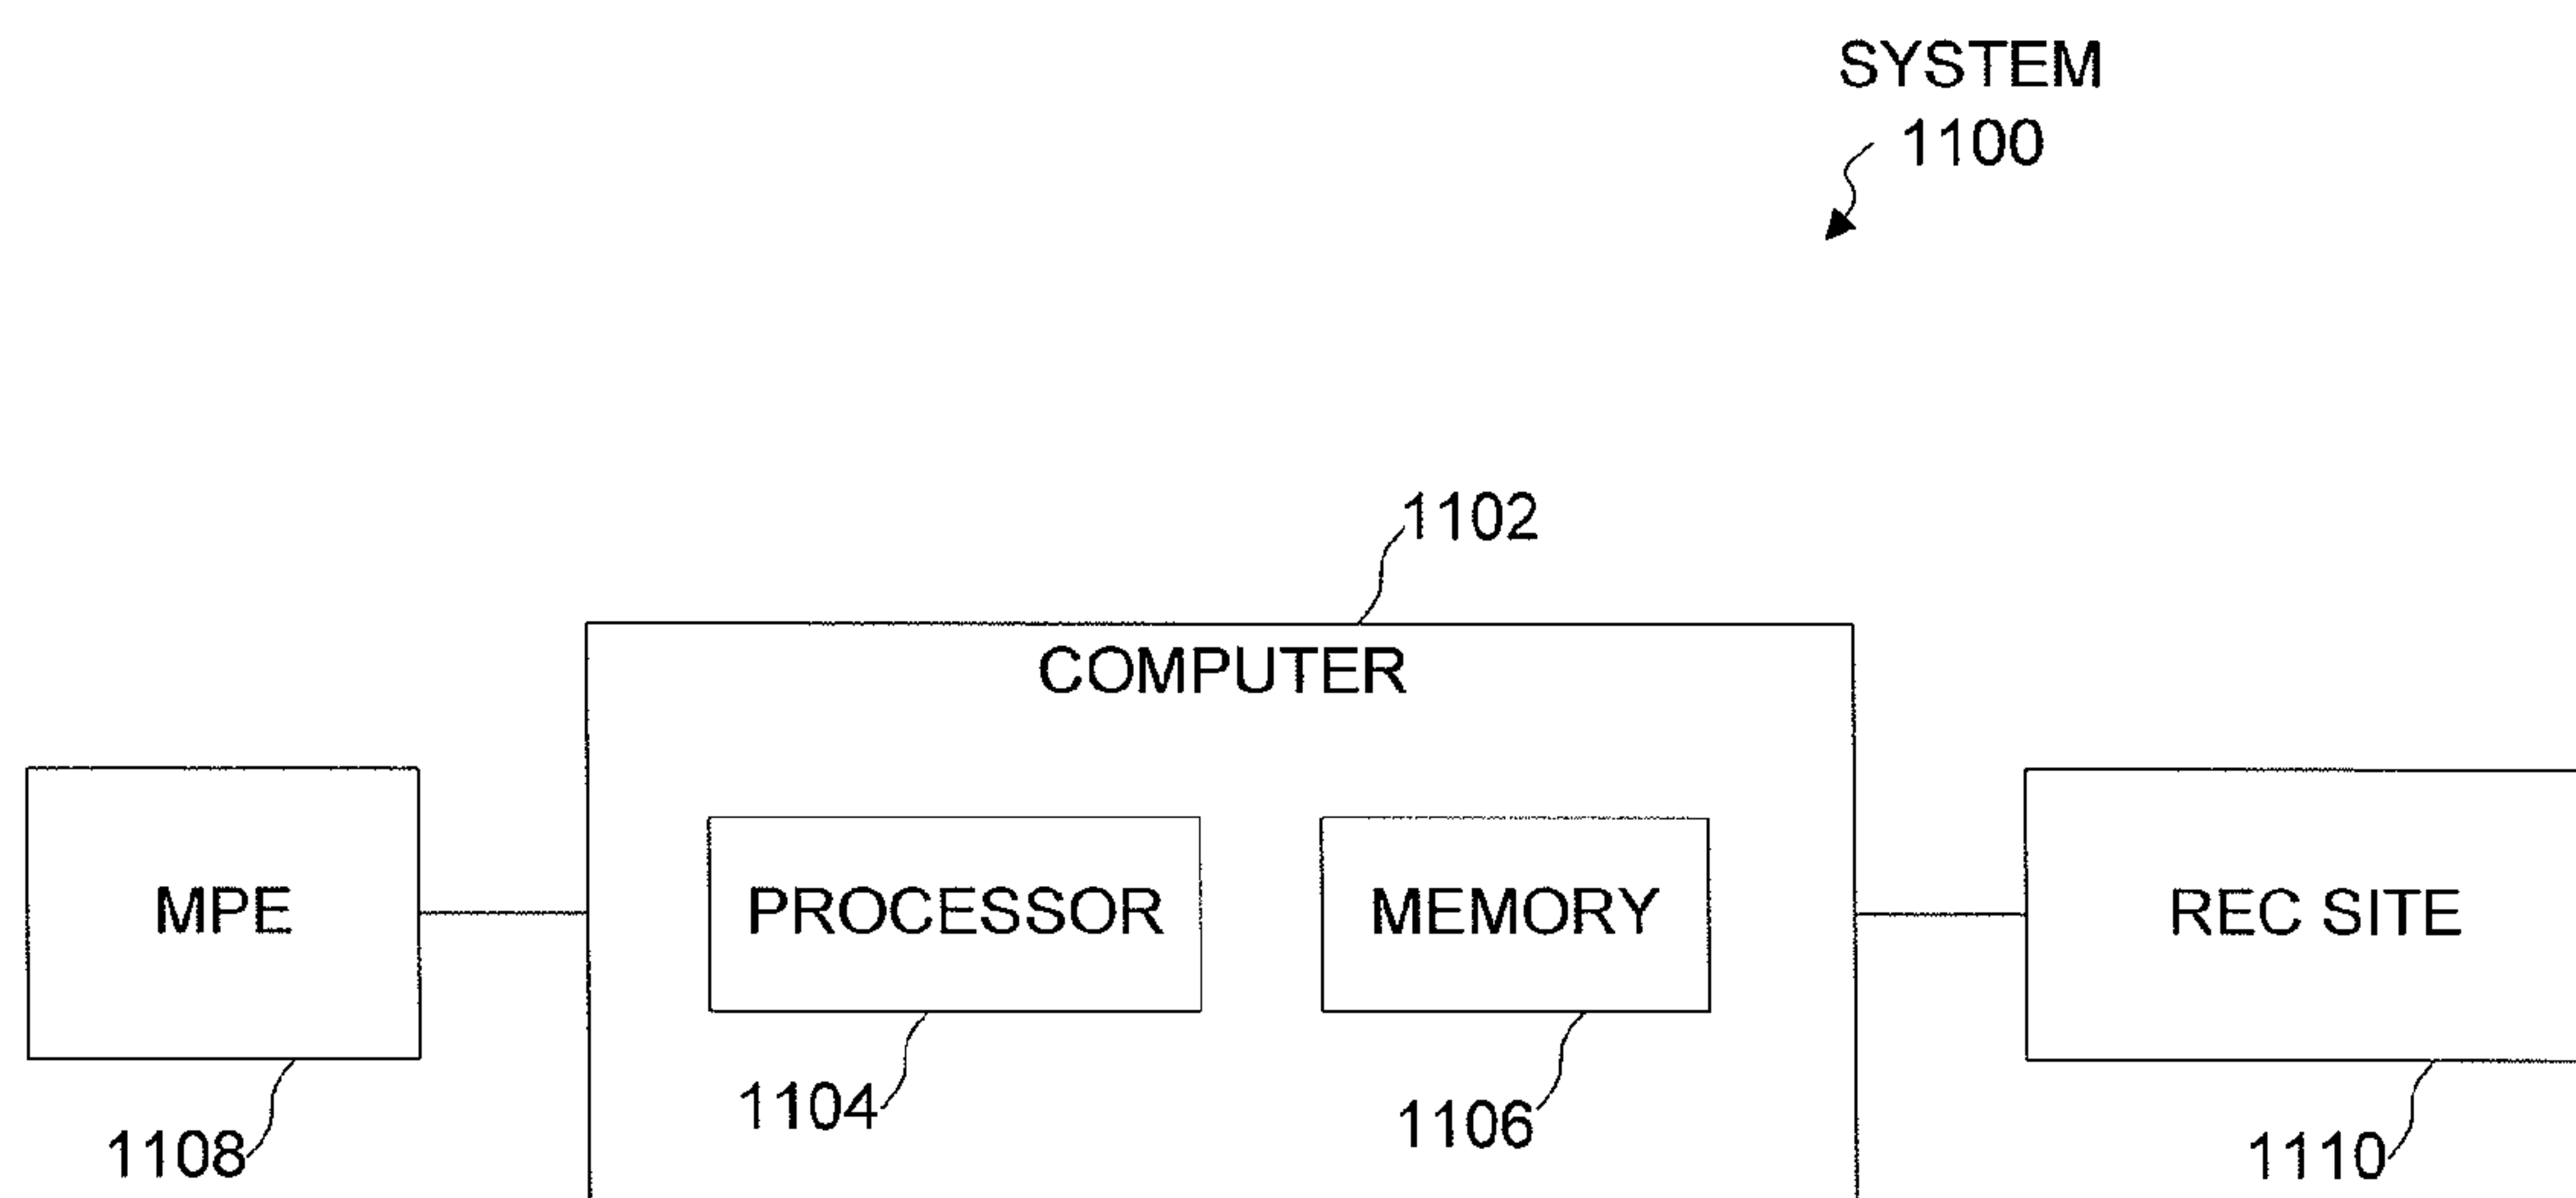 SYSTEM
1100
1102
COMPUTER
MPE
PROCESSOR
MEMORY
REC SITE
1104
1106
1108
1110